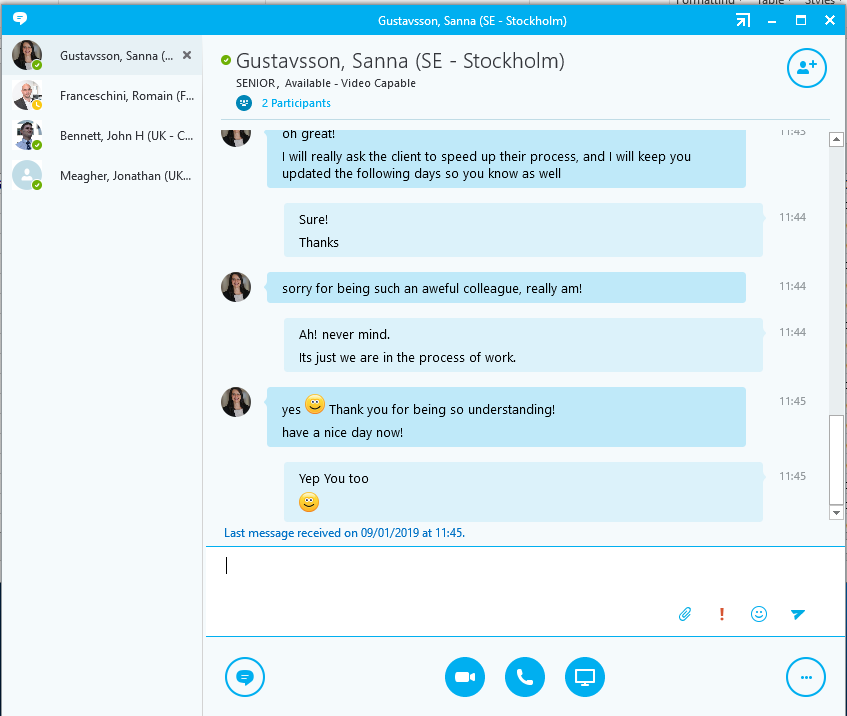 Formatting
Table
Styles
Gustavsson, Sanna (SE - Stockholm)
Gustavsson, Sanna (...
Franceschini, Romain (F...
Bennett, John H (UK - C...
Meagher, Jonathan (UK...
Gustavsson, Sanna (SE - Stockholm)
SENIOR, Available - Video Capable
2 Participants
oh great! 11:45
I will really ask the client to speed up their process, and I will keep you
updated the following days so you know as well
Sure! 11:44
Thanks
sorry for being such an aweful colleague, really am! 11:44
Ah! never mind. 11:44
Its just we are in the process of work.
yes Thank you for being so understanding! 11:45
have a nice day now!
Yep You too 11:45
Last message received on 09/01/2019 at 11:45.